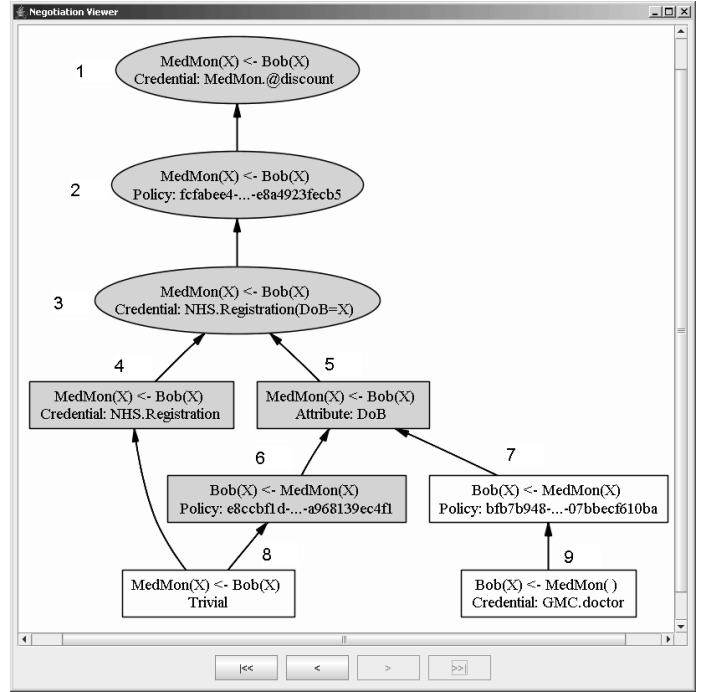 Negotiation Viewer
1
MedMon(X) <- Bob(X)
Credential: MedMon.@discount
2
MedMon(X) <- Bob(X)
Policy: fcfabee4-...-e8a4923fecb5
3
MedMon(X) <- Bob(X)
Credential: NHS.Registration(DoB=X)
4
MedMon(X) <- Bob(X)
Credential: NHS.Registration
5
MedMon(X) <- Bob(X)
Attribute: DoB
6
Bob(X) <- MedMon(X)
Policy: e8ccbf1d-...-a968139ec4f1
7
Bob(X) <- MedMon(X)
Policy: bfb7b948-...-07bbecf610ba
8
MedMon(X) <- Bob(X)
Trivial
9
Bob(X) <- MedMon( )
Credential: GMC.doctor
|<<
<
>
>>|